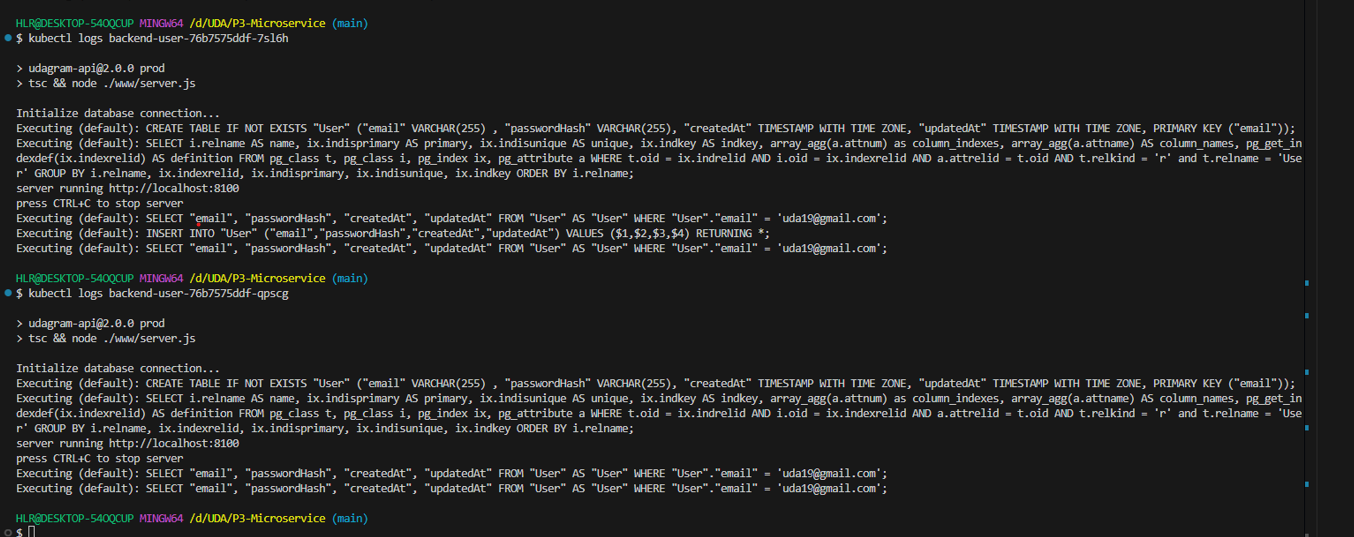 HLR@DESKTOP-54OQCUP MINGW64 /d/UDA/P3-Microservice (main)
$ kubectl logs backend-user-76b7575ddf-7sl6h
> udagram-api@2.0.0 prod
> tsc && node ./www/server.js
Initialize database connection...
Executing (default): CREATE TABLE IF NOT EXISTS "User" ("email" VARCHAR(255) , "passwordHash" VARCHAR(255), "createdAt" TIMESTAMP WITH TIME ZONE, "updatedAt" TIMESTAMP WITH TIME ZONE, PRIMARY KEY ("email"));
Executing (default): SELECT i.relname AS name, ix.indisprimary AS primary, ix.indisunique AS unique, ix.indkey AS indkey, array_agg(a.attnum) as column_indexes, array_agg(a.attname) AS column_names, pg_get_in
dexdef(ix.indexrelid) AS definition FROM pg_class t, pg_class i, pg_index ix, pg_attribute a WHERE t.oid = ix.indrelid AND i.oid = ix.indexrelid AND a.attrelid = t.oid AND t.relkind = 'r' and t.relname = 'Use
r' GROUP BY i.relname, ix.indexrelid, ix.indisprimary, ix.indisunique, ix.indkey ORDER BY i.relname;
server running http://localhost:8100
press CTRL+C to stop server
Executing (default): SELECT "email", "passwordHash", "createdAt", "updatedAt" FROM "User" AS "User" WHERE "User"."email" = 'uda19@gmail.com';
Executing (default): INSERT INTO "User" ("email","passwordHash","createdAt","updatedAt") VALUES ($1,$2,$3,$4) RETURNING *;
Executing (default): SELECT "email", "passwordHash", "createdAt", "updatedAt" FROM "User" AS "User" WHERE "User"."email" = 'uda19@gmail.com';
HLR@DESKTOP-54OQCUP MINGW64 /d/UDA/P3-Microservice (main)
$ kubectl logs backend-user-76b7575ddf-qpscg
> udagram-api@2.0.0 prod
> tsc && node ./www/server.js
Initialize database connection...
Executing (default): CREATE TABLE IF NOT EXISTS "User" ("email" VARCHAR(255) , "passwordHash" VARCHAR(255), "createdAt" TIMESTAMP WITH TIME ZONE, "updatedAt" TIMESTAMP WITH TIME ZONE, PRIMARY KEY ("email"));
Executing (default): SELECT i.relname AS name, ix.indisprimary AS primary, ix.indisunique AS unique, ix.indkey AS indkey, array_agg(a.attnum) as column_indexes, array_agg(a.attname) AS column_names, pg_get_in
dexdef(ix.indexrelid) AS definition FROM pg_class t, pg_class i, pg_index ix, pg_attribute a WHERE t.oid = ix.indrelid AND i.oid = ix.indexrelid AND a.attrelid = t.oid AND t.relkind = 'r' and t.relname = 'Use
r' GROUP BY i.relname, ix.indexrelid, ix.indisprimary, ix.indisunique, ix.indkey ORDER BY i.relname;
server running http://localhost:8100
press CTRL+C to stop server
Executing (default): SELECT "email", "passwordHash", "createdAt", "updatedAt" FROM "User" AS "User" WHERE "User"."email" = 'uda19@gmail.com';
Executing (default): SELECT "email", "passwordHash", "createdAt", "updatedAt" FROM "User" AS "User" WHERE "User"."email" = 'uda19@gmail.com';
HLR@DESKTOP-54OQCUP MINGW64 /d/UDA/P3-Microservice (main)
$